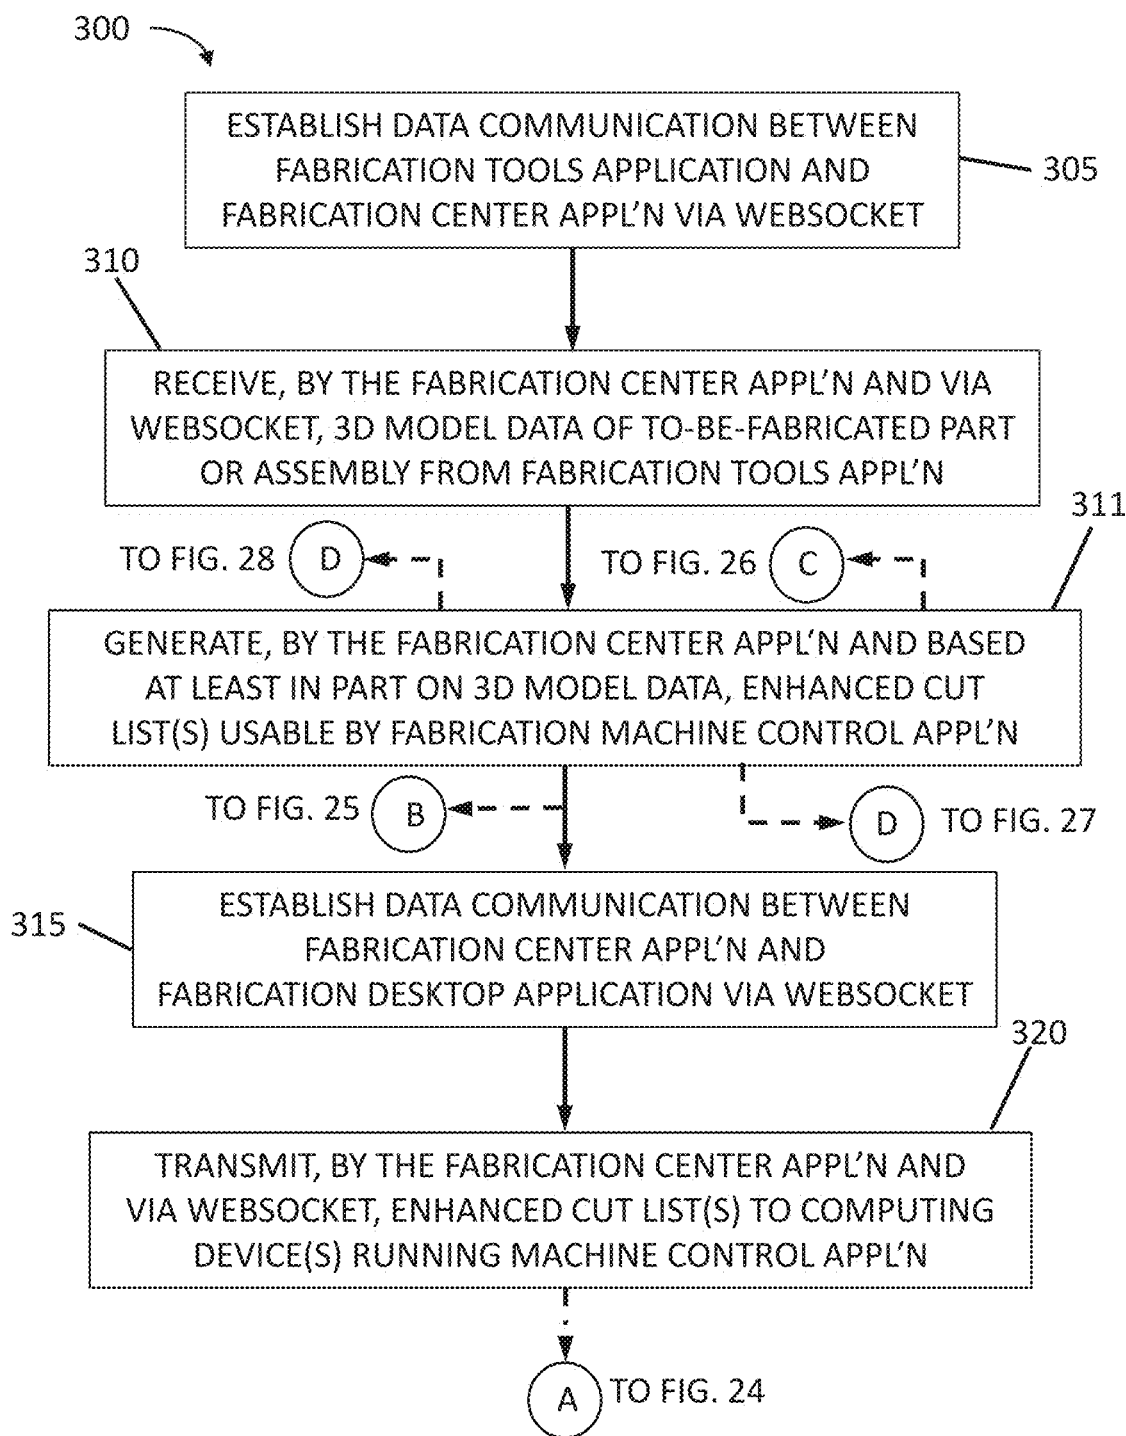 300
ESTABLISH DATA COMMUNICATION BETWEEN
FABRICATION TOOLS APPLICATION AND
FABRICATION CENTER APPL'N VIA WEBSOCKET
305
310
RECEIVE, BY THE FABRICATION CENTER APPL'N AND VIA
WEBSOCKET, 3D MODEL DATA OF TO-BE-FABRICATED PART
OR ASSEMBLY FROM FABRICATION TOOLS APPL'N
311
TO FIG. 28 D
TO FIG. 26 C
GENERATE, BY THE FABRICATION CENTER APPL'N AND BASED
AT LEAST IN PART ON 3D MODEL DATA, ENHANCED CUT
LIST(S) USABLE BY FABRICATION MACHINE CONTROL APPL'N
TO FIG. 25 B
D TO FIG. 27
315
ESTABLISH DATA COMMUNICATION BETWEEN
FABRICATION CENTER APPL'N AND
FABRICATION DESKTOP APPLICATION VIA WEBSOCKET
320
TRANSMIT, BY THE FABRICATION CENTER APPL'N AND
VIA WEBSOCKET, ENHANCED CUT LIST(S) TO COMPUTING
DEVICE(S) RUNNING MACHINE CONTROL APPL'N
A TO FIG. 24